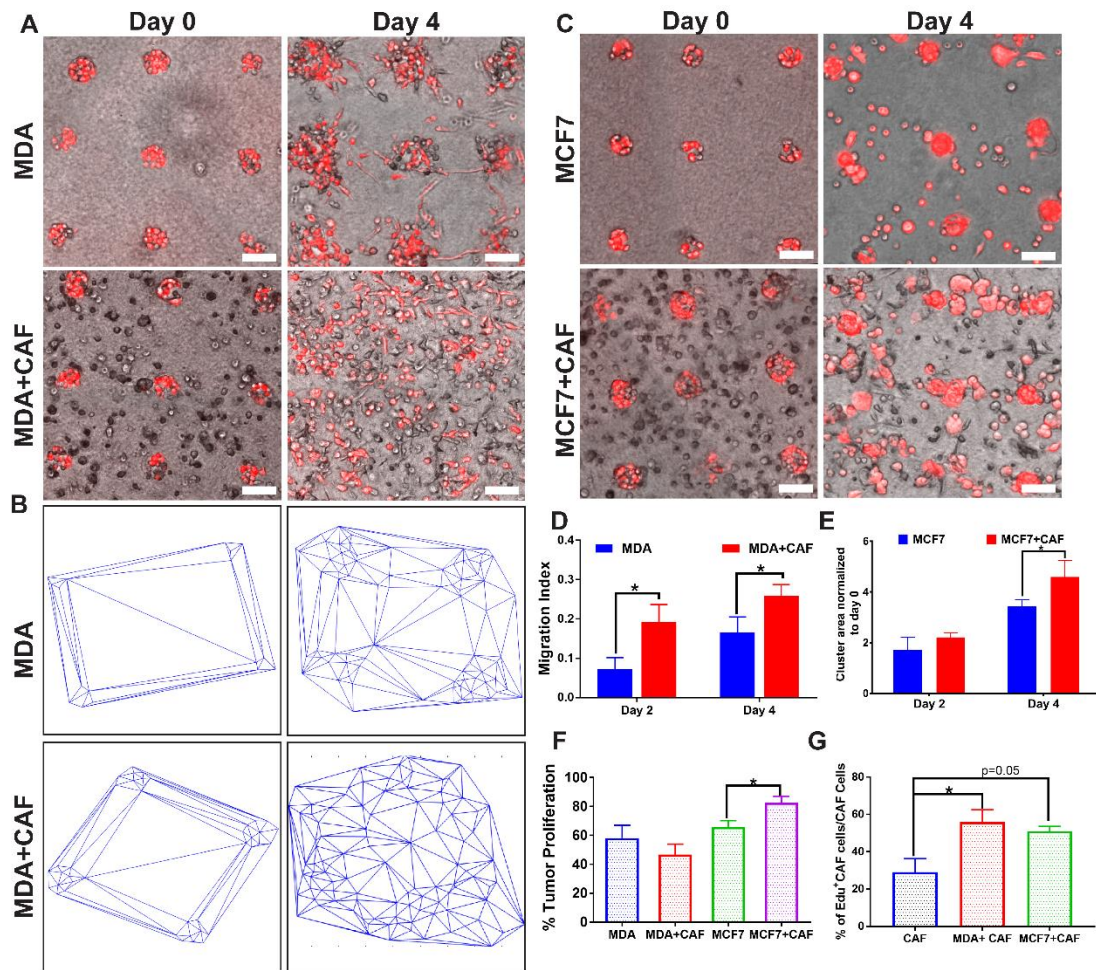 A
Day 0
Day 4
C
Day 0
Day 4
MDA
MDA+CAF
MCF7
MCF7+CAF
B
MDA
MDA+CAF
D
MDA
MDA+CAF
Migration Index
0.4
0.3
0.2
0.1
0.0
*
*
Day 2
Day 4
E
MCF7
MCF7+CAF
Cluster area normalized
to day 0
6
4
2
0
*
Day 2
Day 4
F
% Tumor Proliferation
100
80
60
40
20
0
*
MDA
MDA+CAF
MCF7
MCF7+CAF
G
% of Edu+CAF cells/CAF Cells
80
60
40
20
0
p=0.05
*
CAF
MDA+ CAF
MCF7+CAF